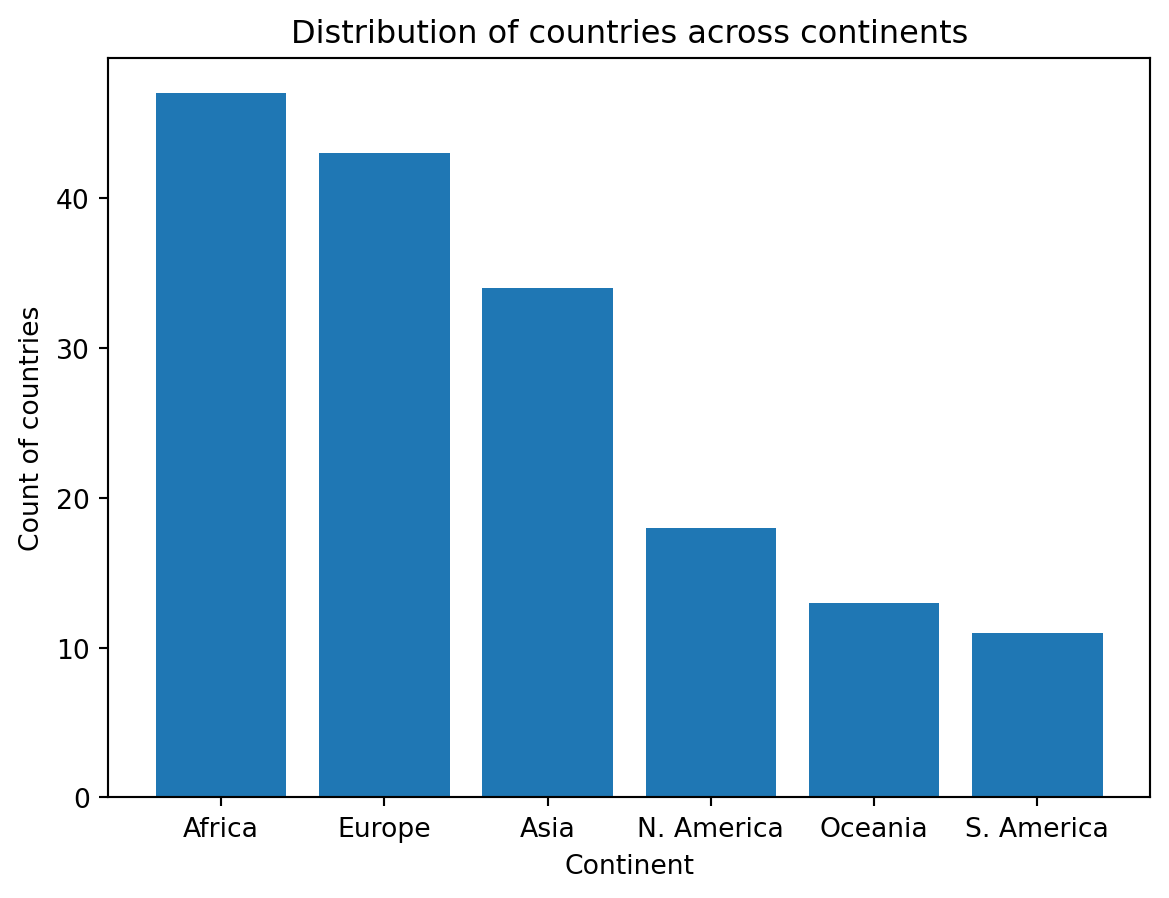 Distribution of countries across continents
Count of countries
40
30
20
10
0
Africa Europe Asia N. America Oceania S. America
Continent